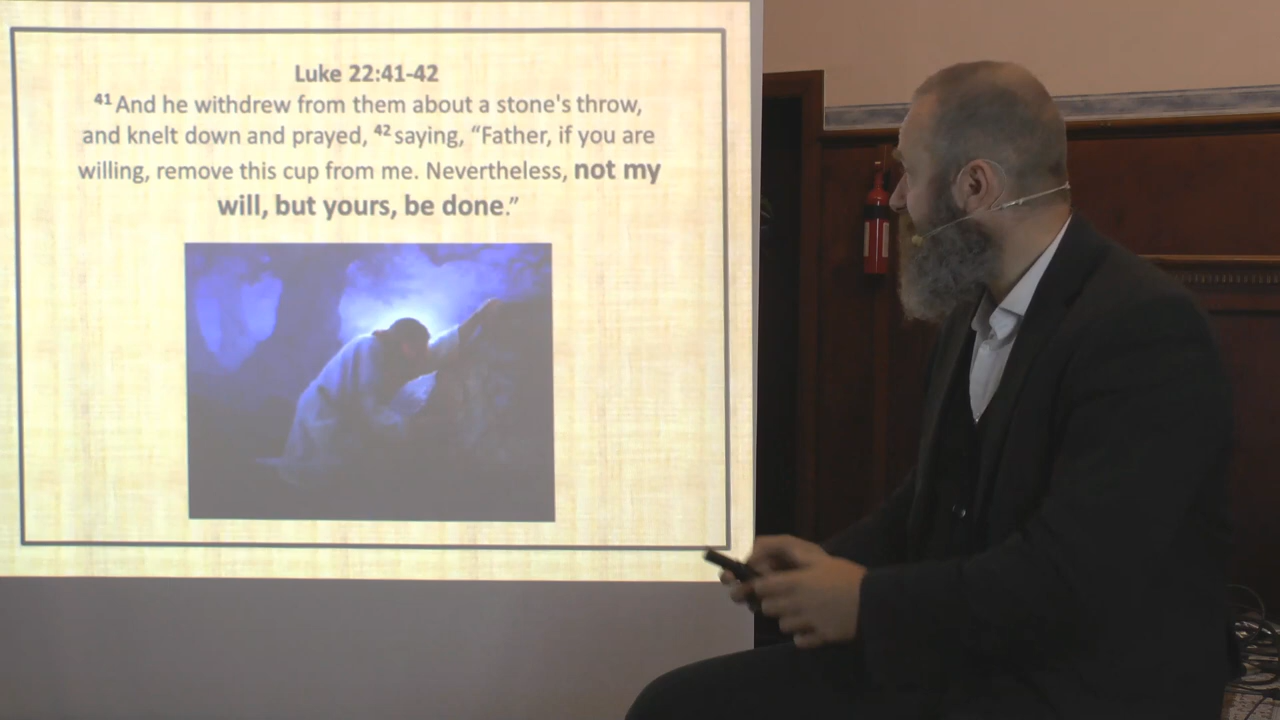 Luke 22:41-42
41 And he withdrew from them about a stone's throw,
and knelt down and prayed, 42 saying, “Father, if you are
willing, remove this cup from me. Nevertheless, not my
will, but yours, be done.”